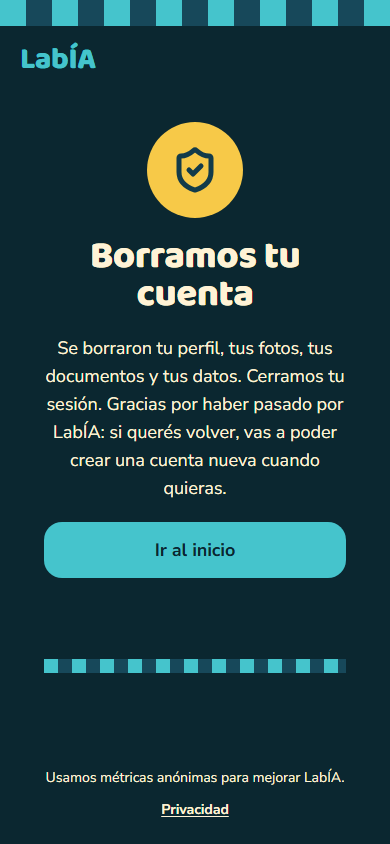 LabÍA
Borramos tu
cuenta
Se borraron tu perfil, tus fotos, tus
documentos y tus datos. Cerramos tu
sesión. Gracias por haber pasado por
LabÍA: si querés volver, vas a poder
crear una cuenta nueva cuando
quieras.
Ir al inicio
Usamos métricas anónimas para mejorar LabÍA.
Privacidad